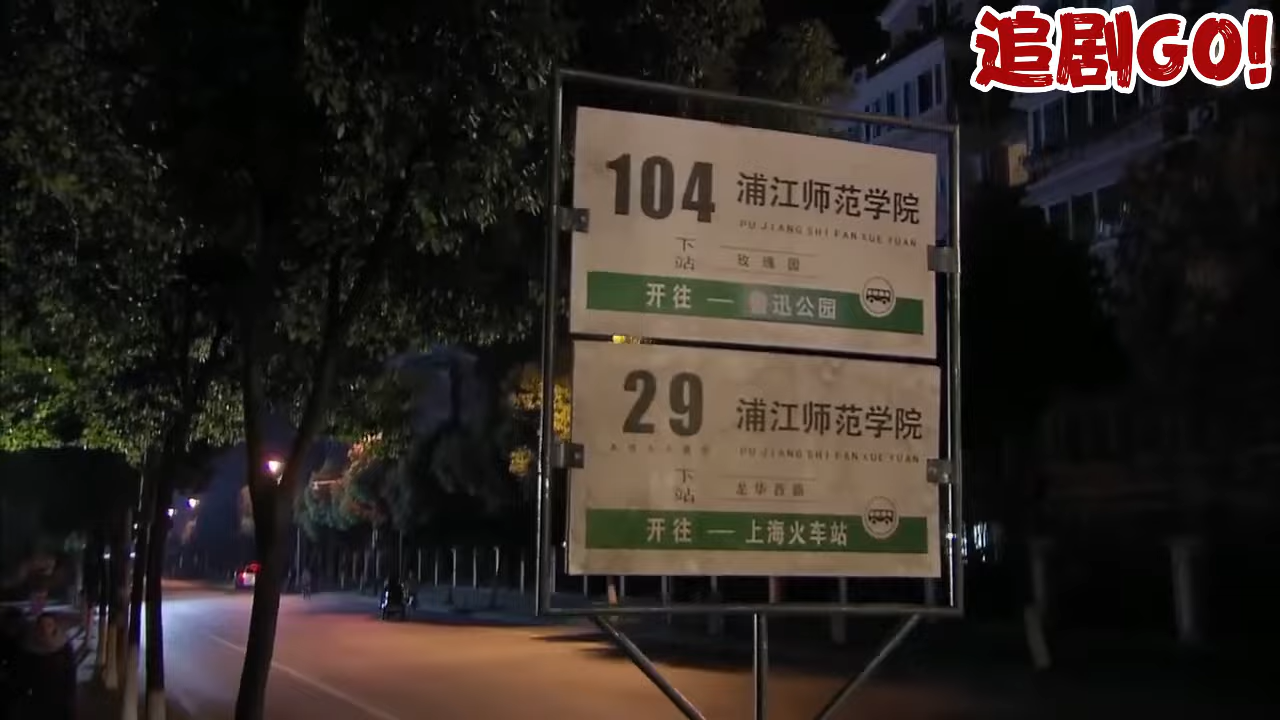 追剧GO!
104 浦江师范学院
PU JIANG SHI FAN XUE YUAN
下站 玫瑰园
开往 — 鲁迅公园
29 浦江师范学院
PU JIANG SHI FAN XUE YUAN
下站 龙华西路
开往 — 上海火车站